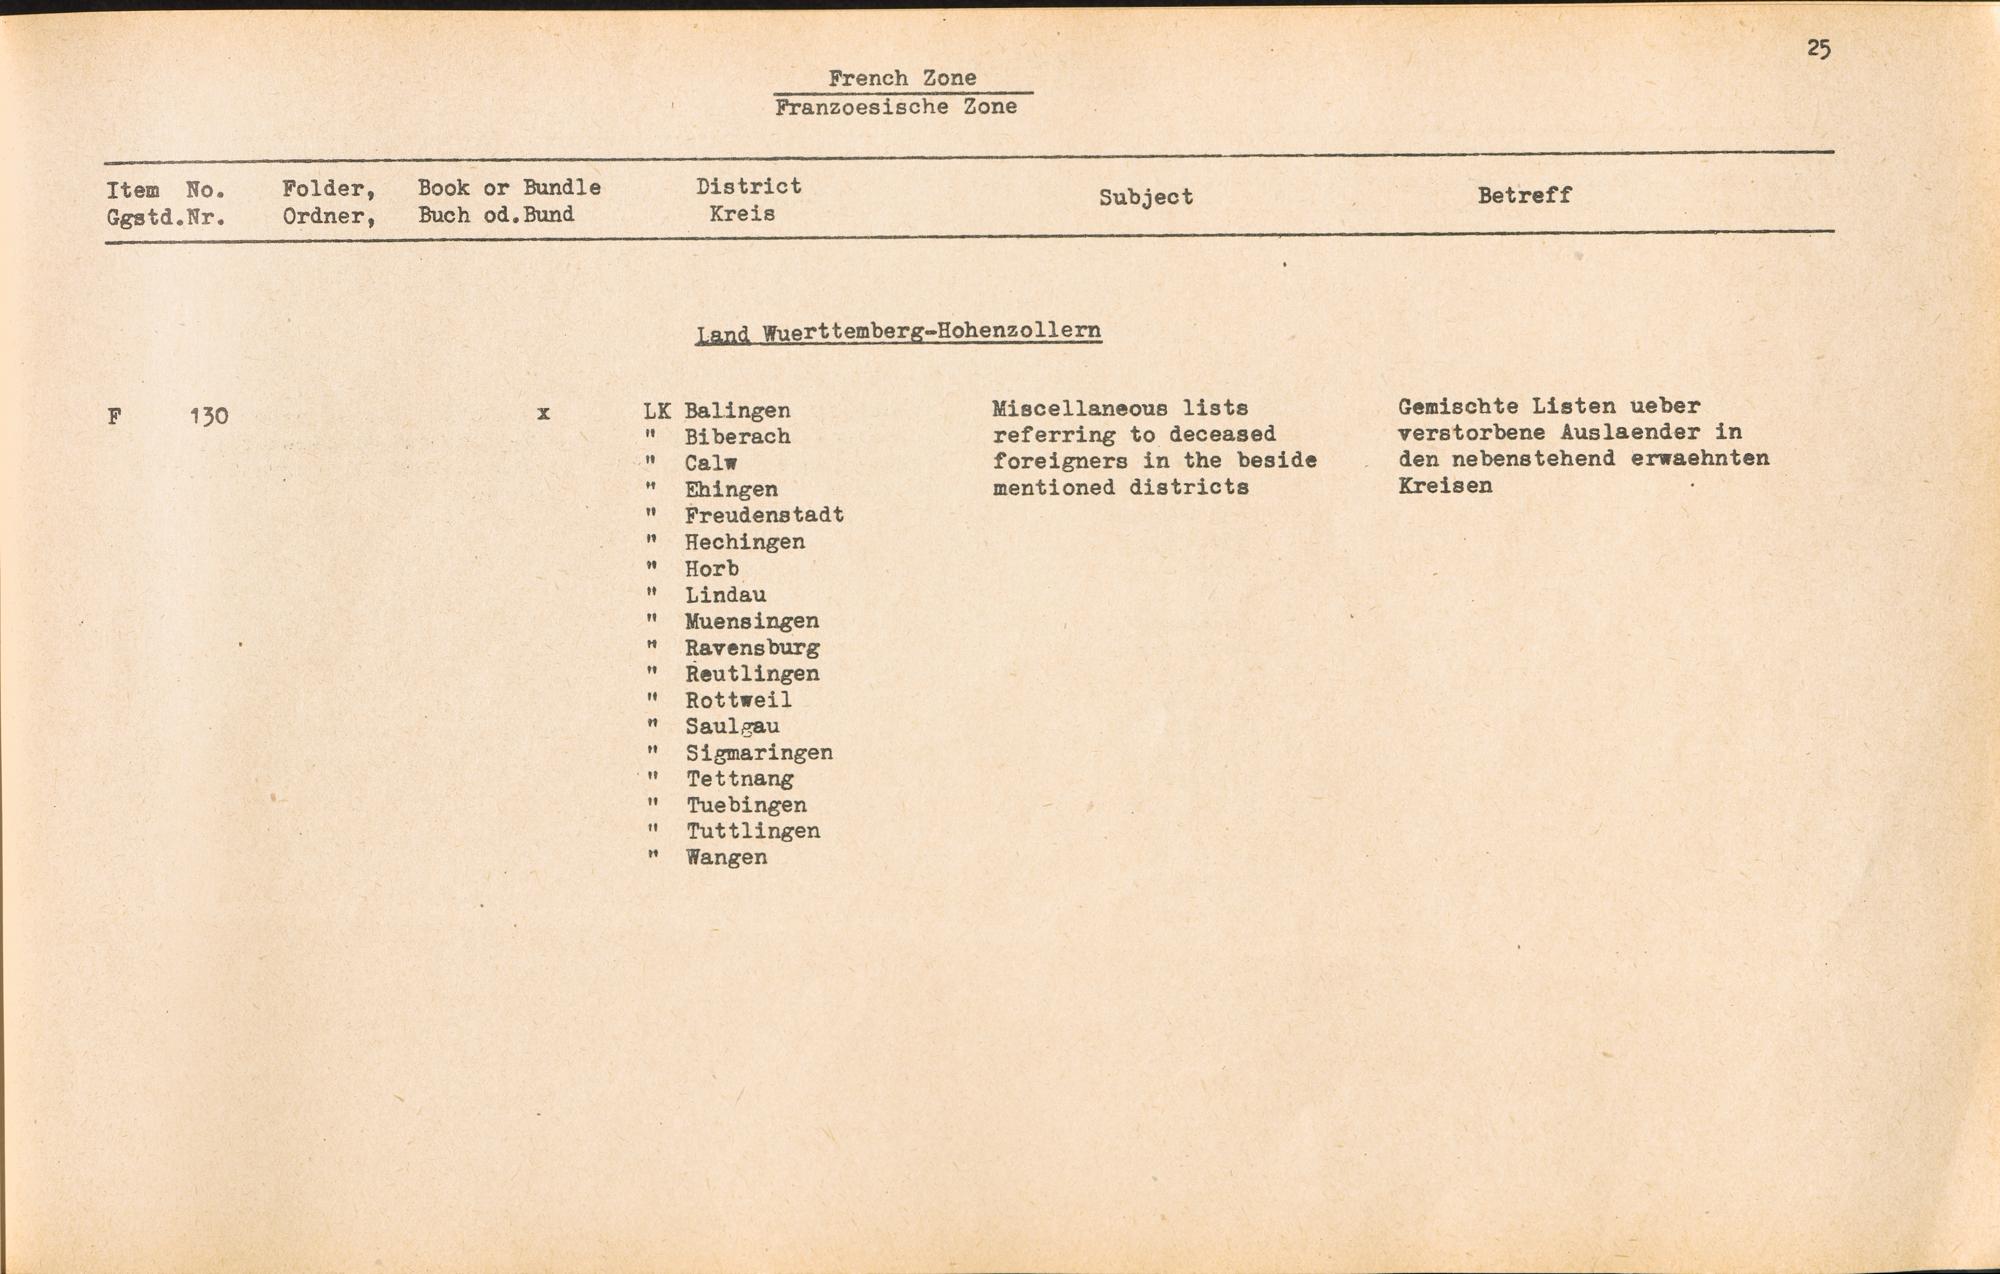 25
French Zone
Franzoesische Zone
Item No. Folder, Book or Bundle District Subject Betreff
Ggstd.Nr. Ordner, Buch od.Bund Kreis
Land Wuerttemberg-Hohenzollern
F 130 x LK Balingen Miscellaneous lists Gemischte Listen ueber
" Biberach referring to deceased verstorbene Auslaender in
" Calw foreigners in the beside den nebenstehend erwaehnten
" Ehingen mentioned districts Kreisen
" Freudenstadt
" Hechingen
" Horb
" Lindau
" Muensingen
" Ravensburg
" Reutlingen
" Rottweil
" Saulgau
" Sigmaringen
" Tettnang
" Tuebingen
" Tuttlingen
" Wangen